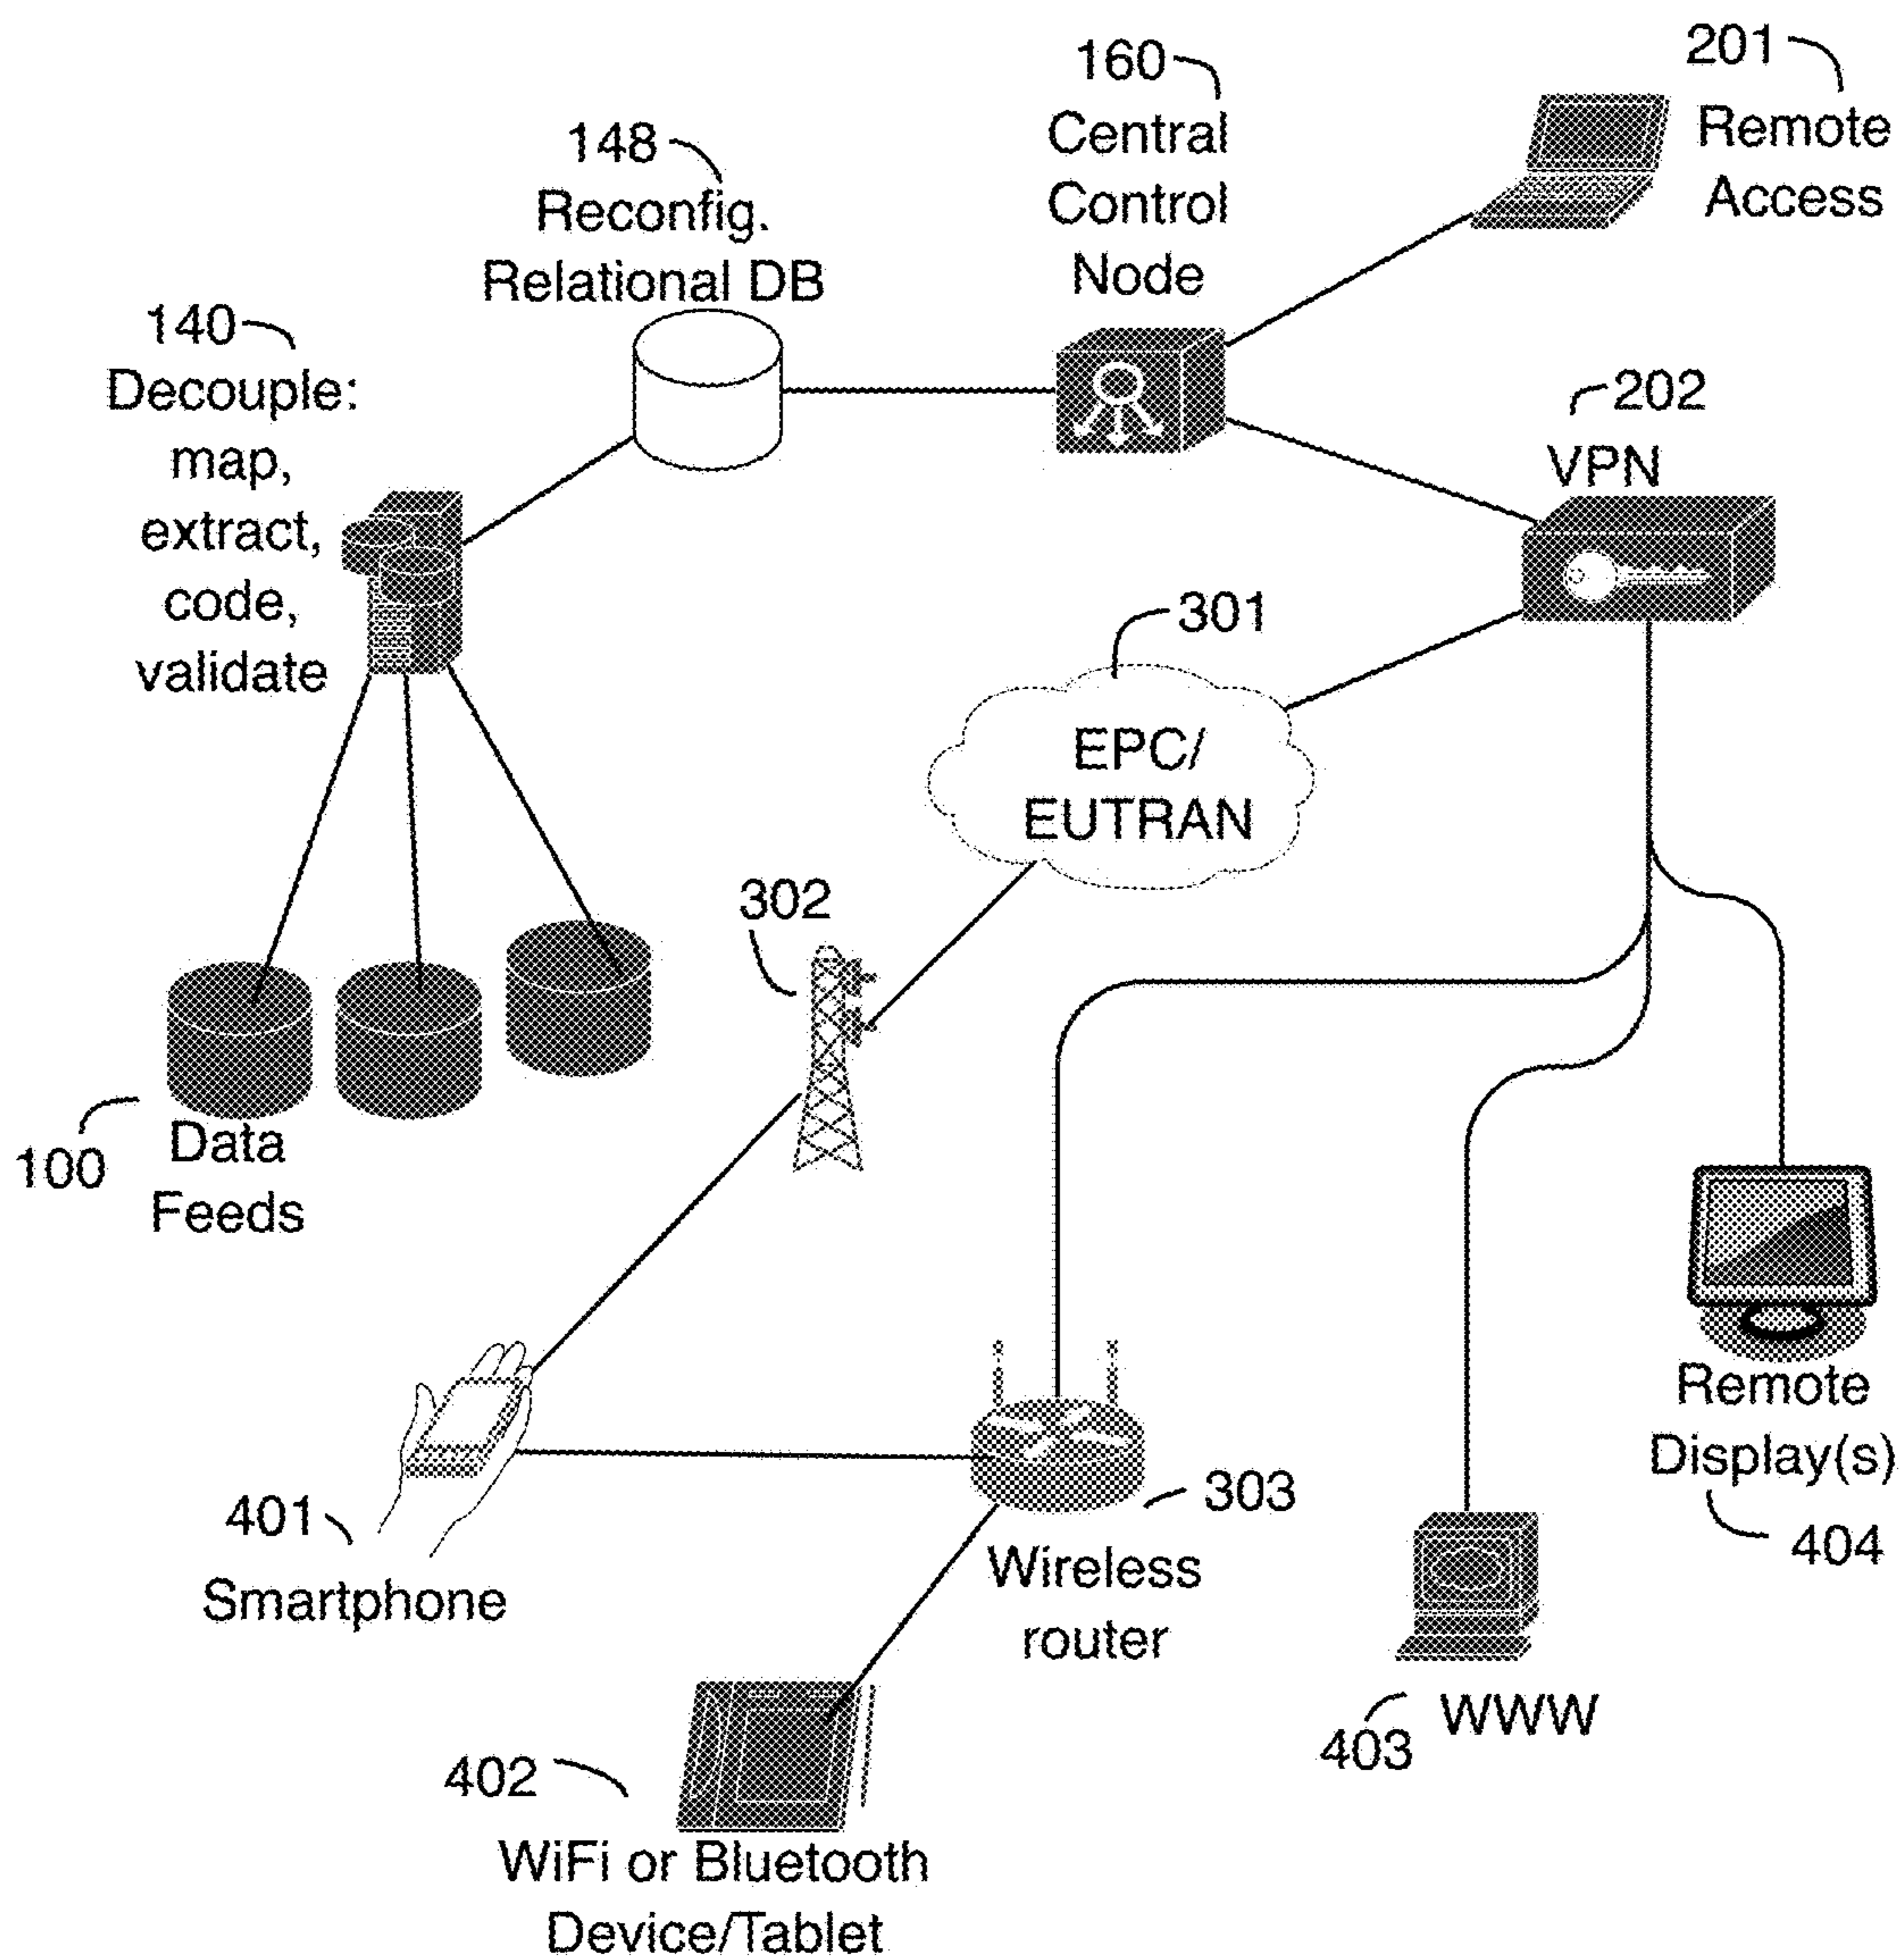 160
Central
Control
Node
201
Remote
Access
148
Reconfig.
Relational DB
140
Decouple:
map,
extract,
code,
validate
202
VPN
301
EPC/
EUTRAN
302
100
Data
Feeds
401
Smartphone
303
Wireless
router
Remote
Display(s)
404
403
WWW
402
WiFi or Bluetooth
Device/Tablet